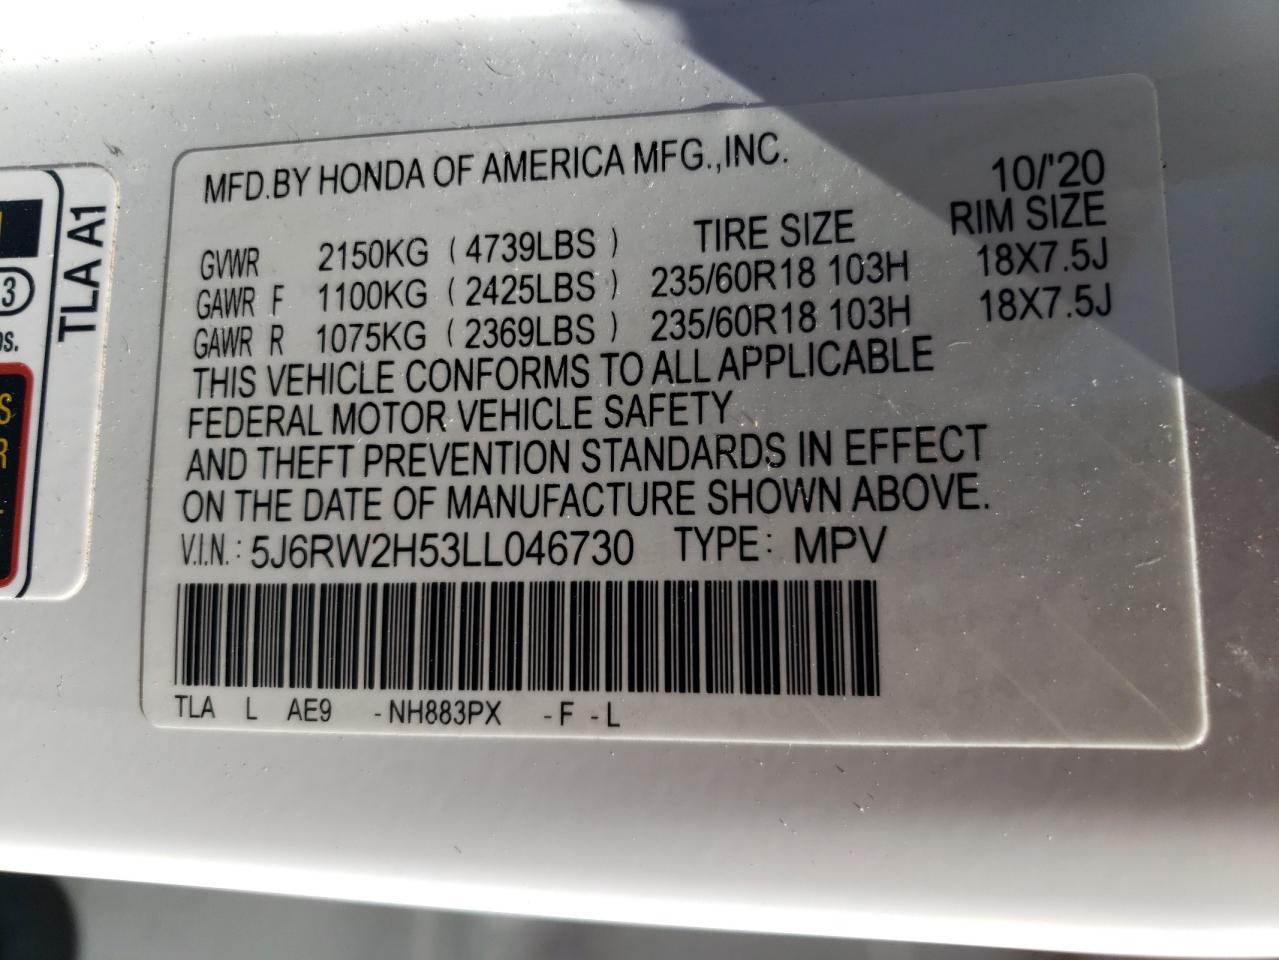 MFD.BY HONDA OF AMERICA MFG.,INC. 10/'20
TIRE SIZE RIM SIZE
GVWR 2150KG ( 4739LBS )
GAWR F 1100KG ( 2425LBS ) 235/60R18 103H 18X7.5J
GAWR R 1075KG ( 2369LBS ) 235/60R18 103H 18X7.5J
THIS VEHICLE CONFORMS TO ALL APPLICABLE
FEDERAL MOTOR VEHICLE SAFETY
AND THEFT PREVENTION STANDARDS IN EFFECT
ON THE DATE OF MANUFACTURE SHOWN ABOVE.
V.I.N.: 5J6RW2H53LL046730 TYPE: MPV
TLA L AE9 -NH883PX -F -L
TLA A1
3